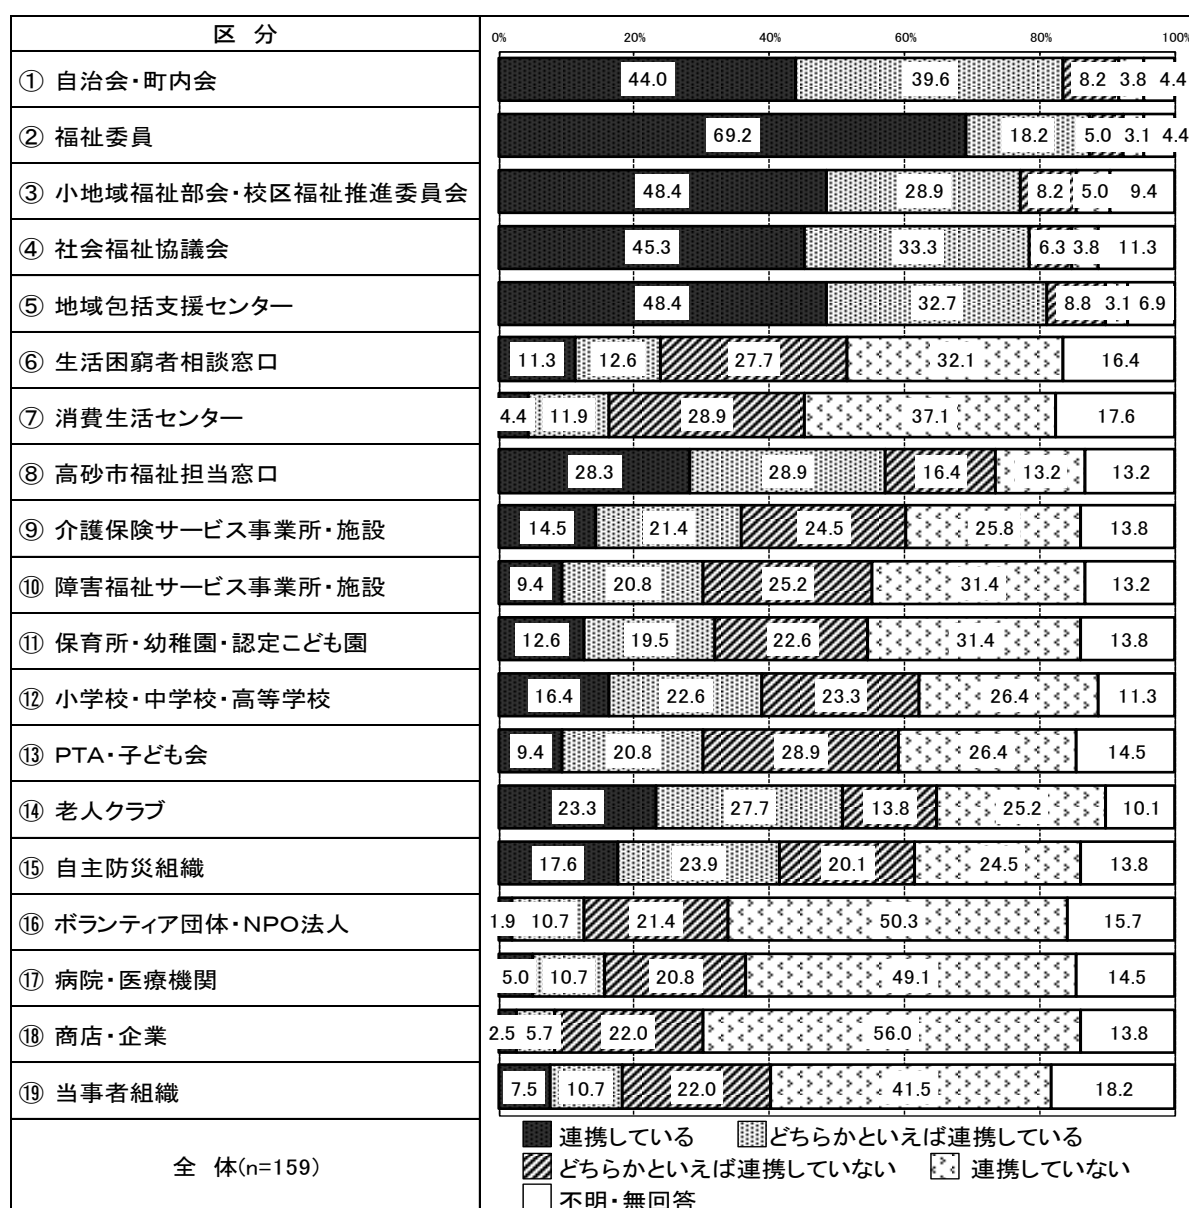 区 分
0% 20% 40% 60% 80% 100%
① 自治会・町内会 44.0 39.6 8.2 3.8 4.4
② 福祉委員 69.2 18.2 5.0 3.1 4.4
③ 小地域福祉部会・校区福祉推進委員会 48.4 28.9 8.2 5.0 9.4
④ 社会福祉協議会 45.3 33.3 6.3 3.8 11.3
⑤ 地域包括支援センター 48.4 32.7 8.8 3.1 6.9
⑥ 生活困窮者相談窓口 11.3 12.6 27.7 32.1 16.4
⑦ 消費生活センター 4.4 11.9 28.9 37.1 17.6
⑧ 高砂市福祉担当窓口 28.3 28.9 16.4 13.2 13.2
⑨ 介護保険サービス事業所・施設 14.5 21.4 24.5 25.8 13.8
⑩ 障害福祉サービス事業所・施設 9.4 20.8 25.2 31.4 13.2
⑪ 保育所・幼稚園・認定こども園 12.6 19.5 22.6 31.4 13.8
⑫ 小学校・中学校・高等学校 16.4 22.6 23.3 26.4 11.3
⑬ PTA・子ども会 9.4 20.8 28.9 26.4 14.5
⑭ 老人クラブ 23.3 27.7 13.8 25.2 10.1
⑮ 自主防災組織 17.6 23.9 20.1 24.5 13.8
⑯ ボランティア団体・NPO法人 1.9 10.7 21.4 50.3 15.7
⑰ 病院・医療機関 5.0 10.7 20.8 49.1 14.5
⑱ 商店・企業 2.5 5.7 22.0 56.0 13.8
⑲ 当事者組織 7.5 10.7 22.0 41.5 18.2
全 体(n=159)
連携している どちらかといえば連携している
どちらかといえば連携していない 連携していない
不明・無回答